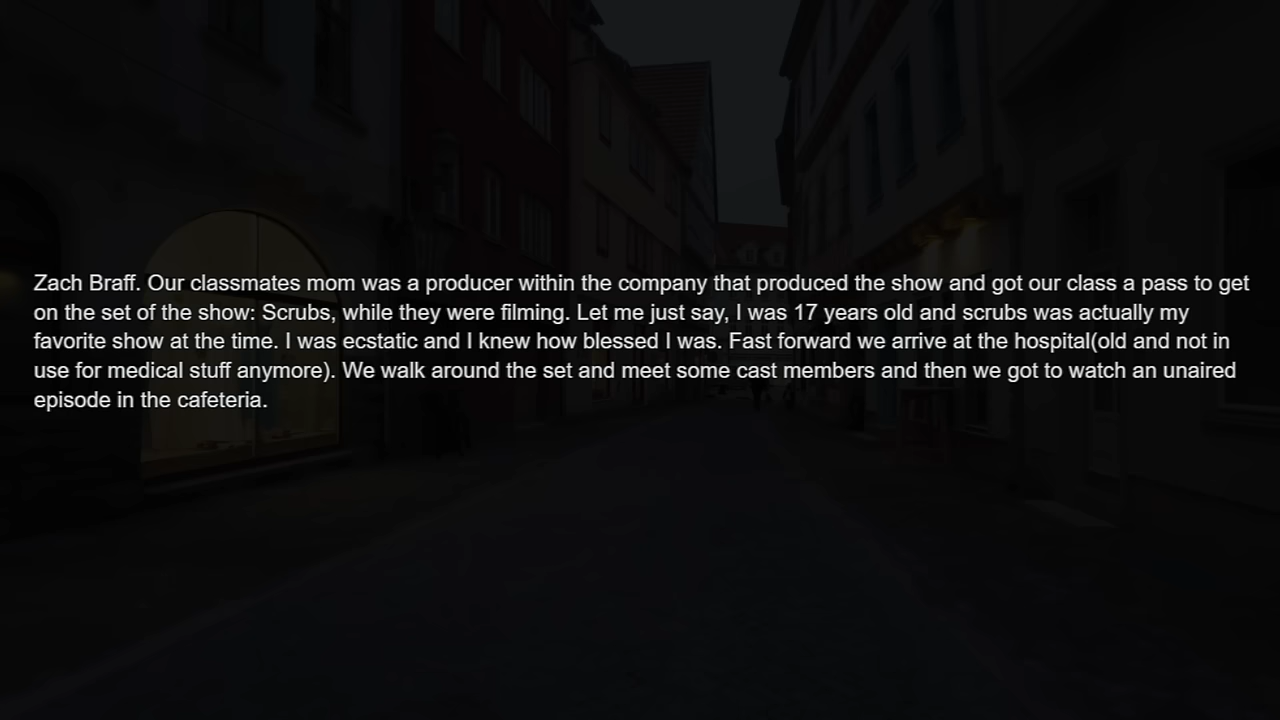 Zach Braff. Our classmates mom was a producer within the company that produced the show and got our class a pass to get
on the set of the show: Scrubs, while they were filming. Let me just say, I was 17 years old and scrubs was actually my
favorite show at the time. I was ecstatic and I knew how blessed I was. Fast forward we arrive at the hospital(old and not in
use for medical stuff anymore). We walk around the set and meet some cast members and then we got to watch an unaired
episode in the cafeteria.